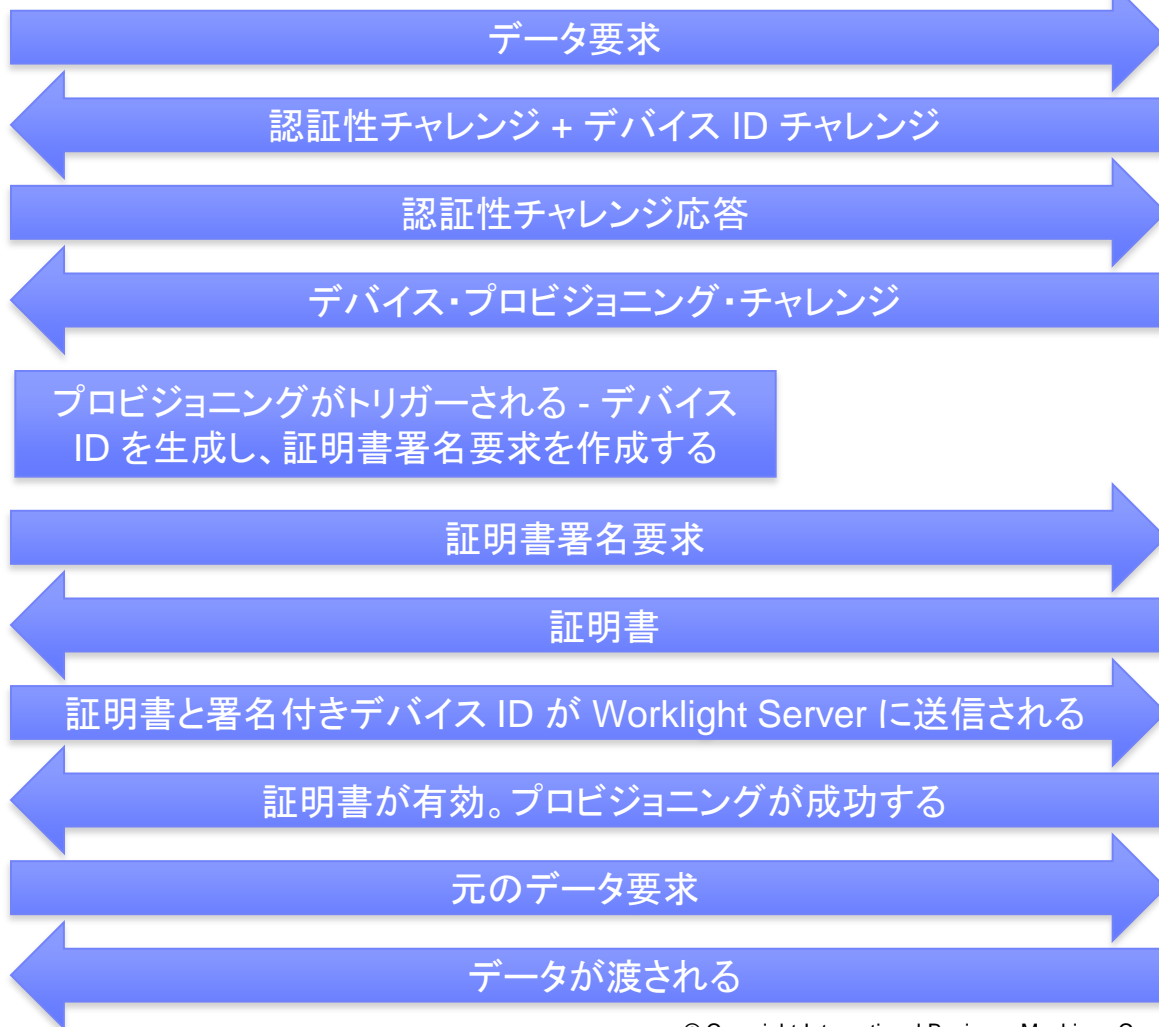 データ要求
認証性チャレンジ + デバイス ID チャレンジ
認証性チャレンジ応答
デバイス・プロビジョニング・チャレンジ
プロビジョニングがトリガーされる - デバイス
ID を生成し、証明書署名要求を作成する
証明書署名要求
証明書
証明書と署名付きデバイス ID が Worklight Server に送信される
証明書が有効。プロビジョニングが成功する
元のデータ要求
データが渡される